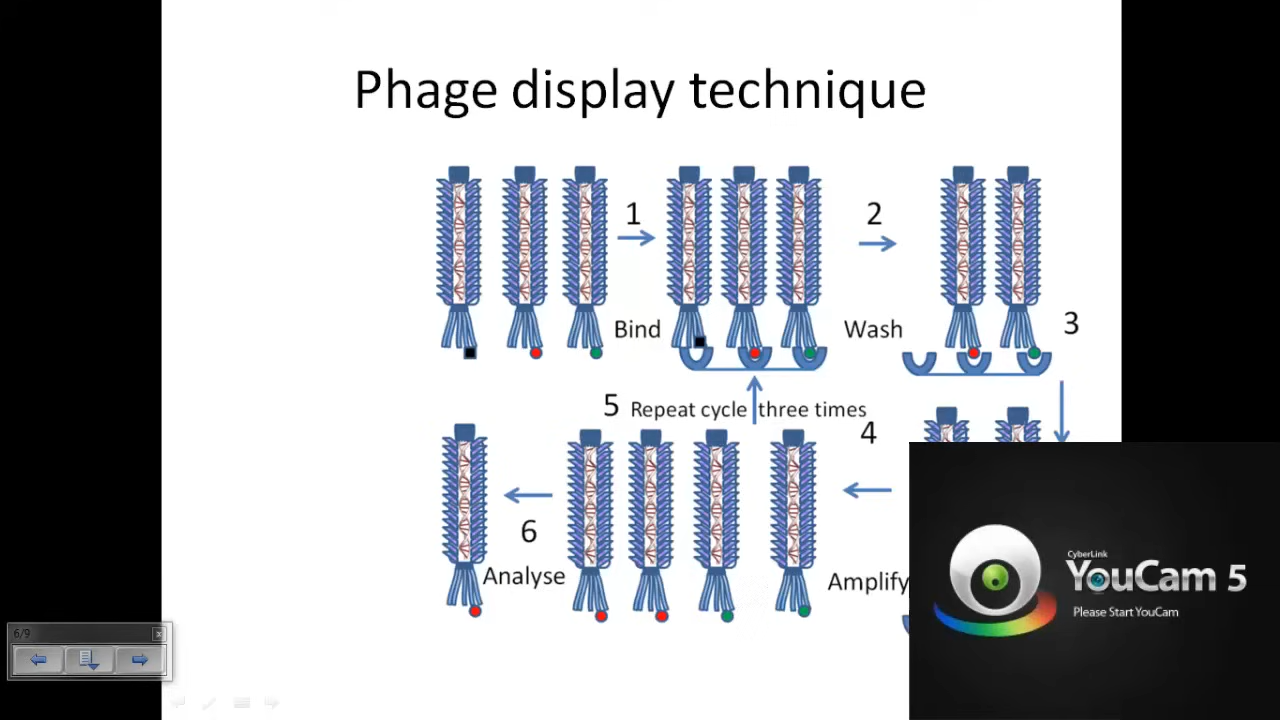 Phage display technique
1
2
Bind
Wash
3
5 Repeat cycle three times
4
6
Analyse
Amplify
CyberLink
YouCam 5
Please Start YouCam
6/9
x